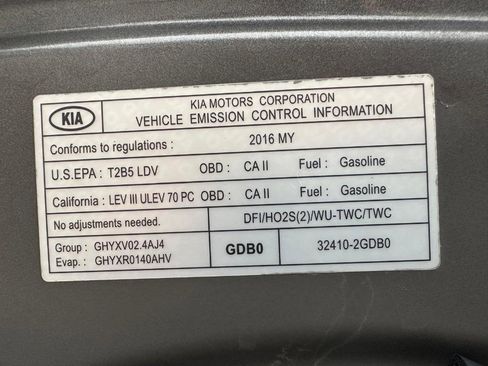 KIA
KIA MOTORS CORPORATION
VEHICLE EMISSION CONTROL INFORMATION
Conforms to regulations : 2016 MY
U.S.EPA : T2B5 LDV OBD : CA II Fuel : Gasoline
California : LEV III ULEV 70 PC OBD : CA II Fuel : Gasoline
No adjustments needed. DFI/HO2S(2)/WU-TWC/TWC
Group : GHYXV02.4AJ4
Evap. : GHYXR0140AHV
GDB0 32410-2GDB0